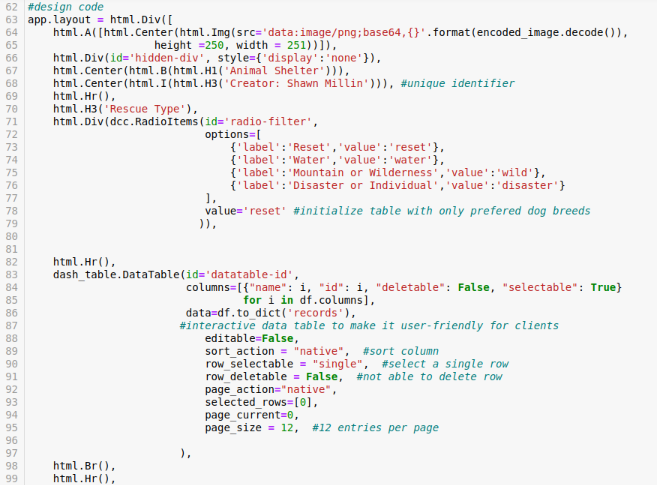 62 #design code
63 app.layout = html.Div([
64     html.A([html.Center(html.Img(src='data:image/png;base64,{}'.format(encoded_image.decode()),
65                     height =250, width = 251))]),
66     html.Div(id='hidden-div', style={'display':'none'}),
67     html.Center(html.B(html.H1('Animal Shelter'))),
68     html.Center(html.I(html.H3('Creator: Shawn Millin'))), #unique identifier
69     html.Hr(),
70     html.H3('Rescue Type'),
71     html.Div(dcc.RadioItems(id='radio-filter',
72                             options=[
73                                 {'label':'Reset','value':'reset'},
74                                 {'label':'Water','value':'water'},
75                                 {'label':'Mountain or Wilderness','value':'wild'},
76                                 {'label':'Disaster or Individual','value':'disaster'}
77                             ],
78                             value='reset' #initialize table with only prefered dog breeds
79                            )),
80
81
82     html.Hr(),
83     dash_table.DataTable(id='datatable-id',
84                          columns=[{"name": i, "id": i, "deletable": False, "selectable": True}
85                                   for i in df.columns],
86                          data=df.to_dict('records'),
87                         #interactive data table to make it user-friendly for clients
88                             editable=False,
89                             sort_action = "native",  #sort column
90                             row_selectable = "single",  #select a single row
91                             row_deletable = False,  #not able to delete row
92                             page_action="native",
93                             selected_rows=[0],
94                             page_current=0,
95                             page_size = 12,  #12 entries per page
96
97                         ),
98     html.Br(),
99     html.Hr(),